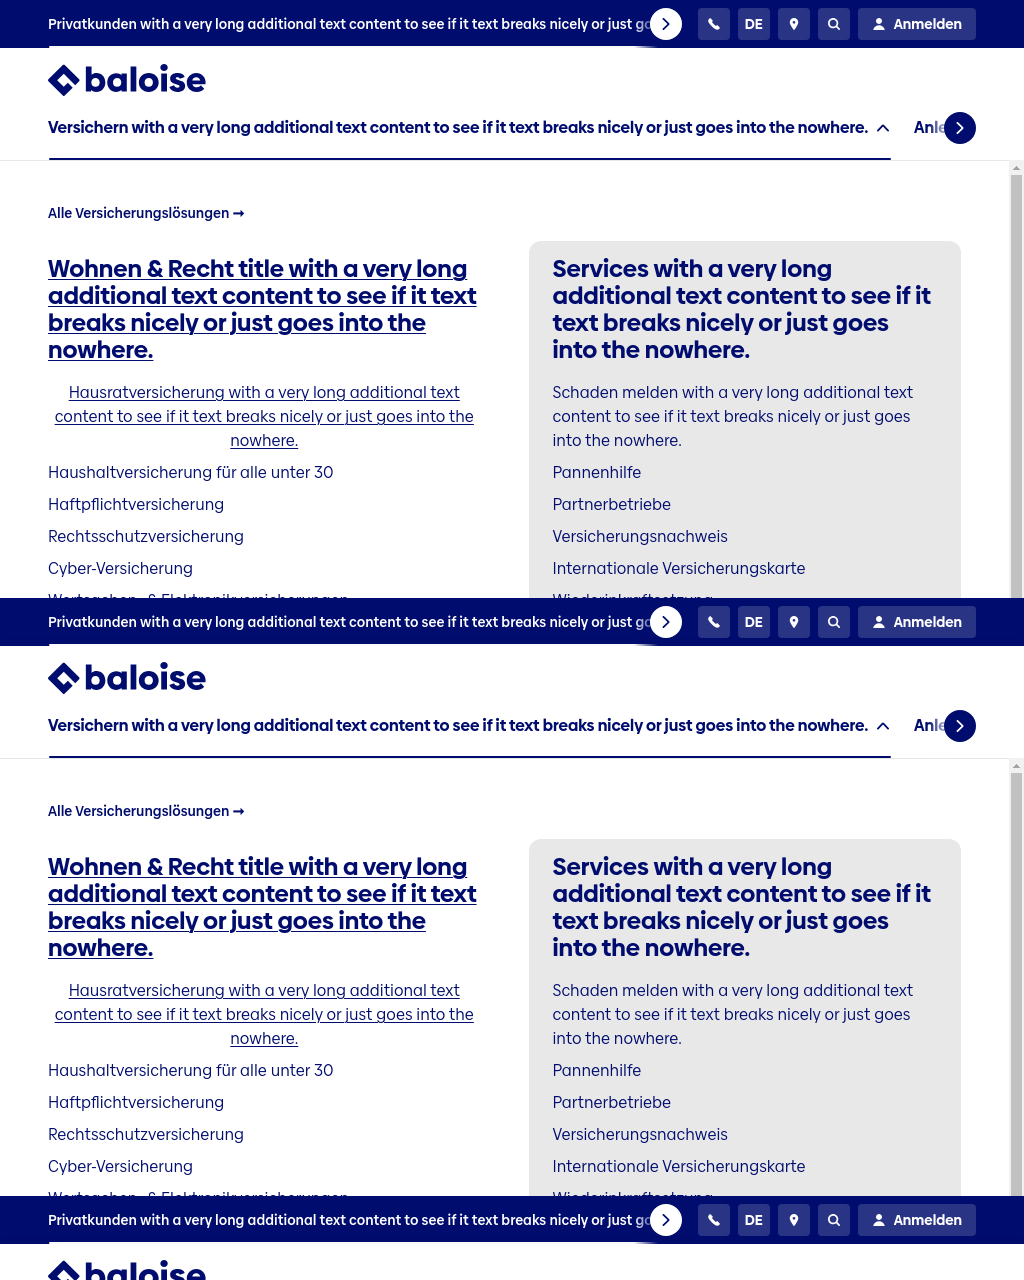 Privatkunden with a very long additional text content to see if it text breaks nicely or just go
DE
Anmelden
baloise
Versichern with a very long additional text content to see if it text breaks nicely or just goes into the nowhere.
Anle
Alle Versicherungslösungen →
Wohnen & Recht title with a very long
additional text content to see if it text
breaks nicely or just goes into the
nowhere.
Hausratversicherung with a very long additional text
content to see if it text breaks nicely or just goes into the
nowhere.
Haushaltversicherung für alle unter 30
Haftpflichtversicherung
Rechtsschutzversicherung
Cyber-Versicherung
Wertsachen- & Elektronikversicherungen
Services with a very long
additional text content to see if it
text breaks nicely or just goes
into the nowhere.
Schaden melden with a very long additional text
content to see if it text breaks nicely or just goes
into the nowhere.
Pannenhilfe
Partnerbetriebe
Versicherungsnachweis
Internationale Versicherungskarte
Wiederinkraftsetzung
Privatkunden with a very long additional text content to see if it text breaks nicely or just go
DE
Anmelden
baloise
Versichern with a very long additional text content to see if it text breaks nicely or just goes into the nowhere.
Anle
Alle Versicherungslösungen →
Wohnen & Recht title with a very long
additional text content to see if it text
breaks nicely or just goes into the
nowhere.
Hausratversicherung with a very long additional text
content to see if it text breaks nicely or just goes into the
nowhere.
Haushaltversicherung für alle unter 30
Haftpflichtversicherung
Rechtsschutzversicherung
Cyber-Versicherung
Services with a very long
additional text content to see if it
text breaks nicely or just goes
into the nowhere.
Schaden melden with a very long additional text
content to see if it text breaks nicely or just goes
into the nowhere.
Pannenhilfe
Partnerbetriebe
Versicherungsnachweis
Internationale Versicherungskarte
Privatkunden with a very long additional text content to see if it text breaks nicely or just go
DE
Anmelden
baloise